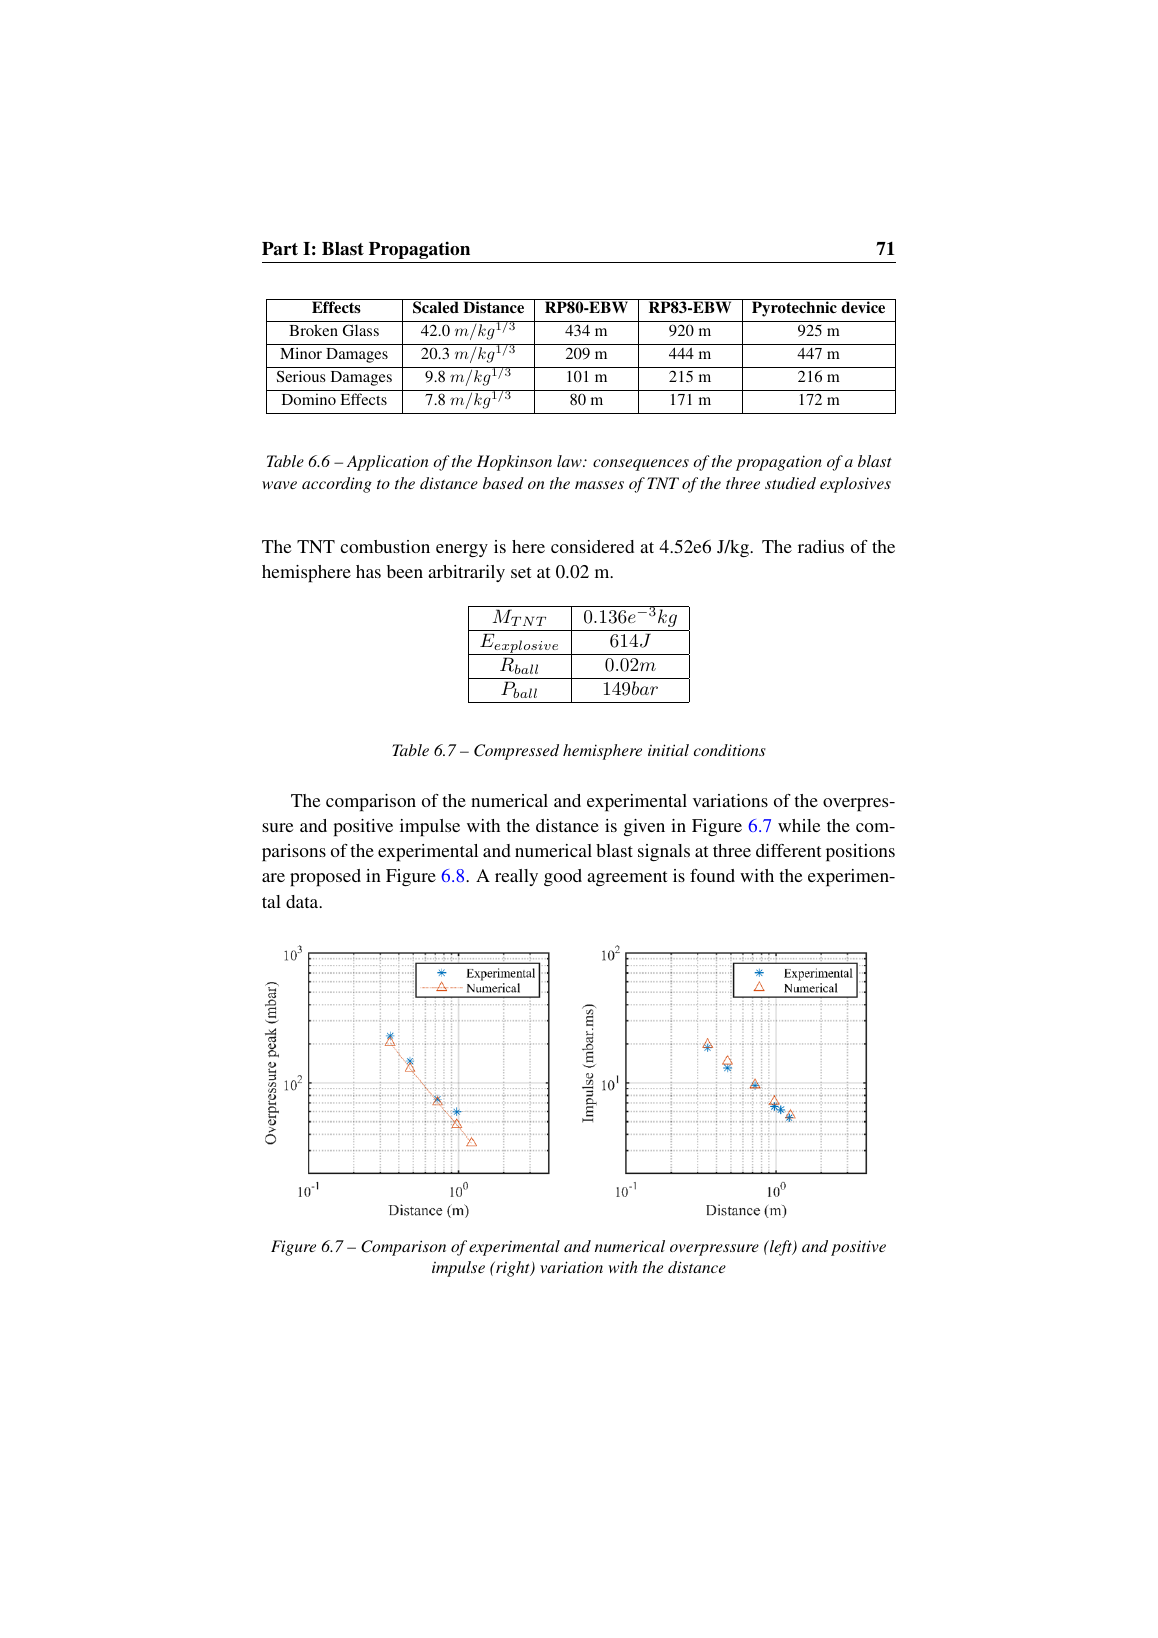 Part I: Blast Propagation 71
Effects Scaled Distance RP80-EBW RP83-EBW Pyrotechnic device
Broken Glass 42.0 m/kg^{1/3} 434 m 920 m 925 m
Minor Damages 20.3 m/kg^{1/3} 209 m 444 m 447 m
Serious Damages 9.8 m/kg^{1/3} 101 m 215 m 216 m
Domino Effects 7.8 m/kg^{1/3} 80 m 171 m 172 m
Table 6.6 – Application of the Hopkinson law: consequences of the propagation of a blast
wave according to the distance based on the masses of TNT of the three studied explosives
The TNT combustion energy is here considered at 4.52e6 J/kg. The radius of the
hemisphere has been arbitrarily set at 0.02 m.
M_{TNT} 0.136e^{−3}kg
E_{explosive} 614J
R_{ball} 0.02m
P_{ball} 149bar
Table 6.7 – Compressed hemisphere initial conditions
The comparison of the numerical and experimental variations of the overpres-
sure and positive impulse with the distance is given in Figure 6.7 while the com-
parisons of the experimental and numerical blast signals at three different positions
are proposed in Figure 6.8. A really good agreement is found with the experimen-
tal data.
Overpressure peak (mbar)
10^3
10^2
Experimental
Numerical
10^{-1} 10^0
Distance (m)
Impulse (mbar.ms)
10^2
10^1
Experimental
Numerical
10^{-1} 10^0
Distance (m)
Figure 6.7 – Comparison of experimental and numerical overpressure (left) and positive
impulse (right) variation with the distance